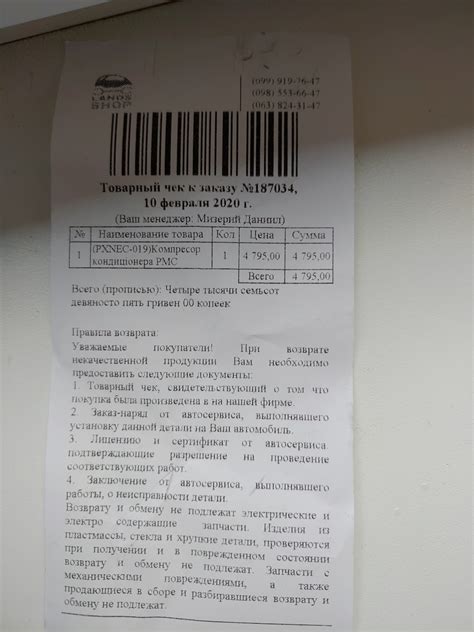 LANDS
SHOP
(099) 919-76-47
(098) 553-66-47
(063) 824-31-47
Товарный чек к заказу №187034,
10 февраля 2020 г.
(Ваш менеджер: Мизерий Даниил)
№ Наименование товара Кол Цена Сумма
1 (PXNEC-019)Компресор кондиционера PMC 1 4 795,00 4 795,00
Всего 4 795,00
Всего (прописью): Четыре тысячи семьсот
девяносто пять гривен 00 копеек
Правила возврата:
Уважаемые покупатели! При возврате
некачественной продукции Вам необходимо
предоставить следующие документы:
1. Товарный чек, свидетельствующий о том что
покупка была произведена в на нашей фирме.
2. Заказ-наряд от автосервиса, выполнявшего
установку данной детали на Ваш автомобиль.
3. Лицензию и сертификат от автосервиса.
подтверждающие разрешение на проведение
соответствующих работ.
4. Заключение от автосервиса, выполнявшего
работы, о неисправности детали.
Возврату и обмену не подлежат электрические и
электро содержащие запчасти. Изделия из
пластмассы, стекла и хрупкие детали, проверяются
при получении и в поврежденном состоянии
возврату и обмену не подлежат. Запчасти с
механическими повреждениями, а также
продающиеся в сборе и разбиравшиеся возврату и
обмену не подлежат.